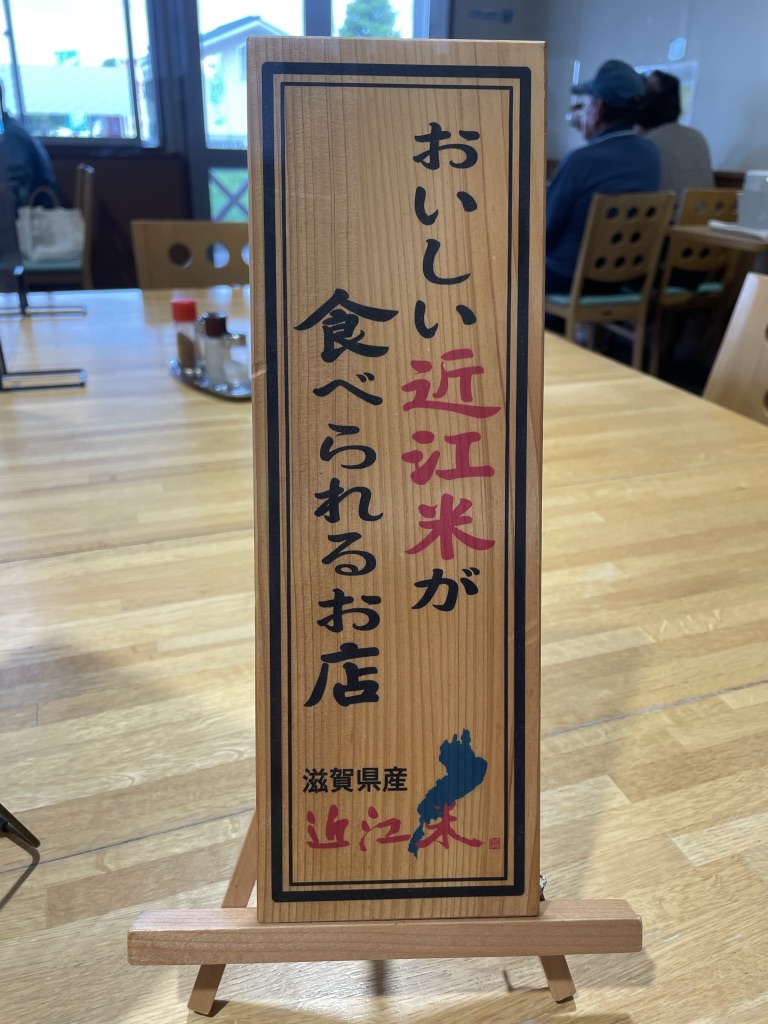 おいしい近江米が
食べられるお店
滋賀県産
近江米